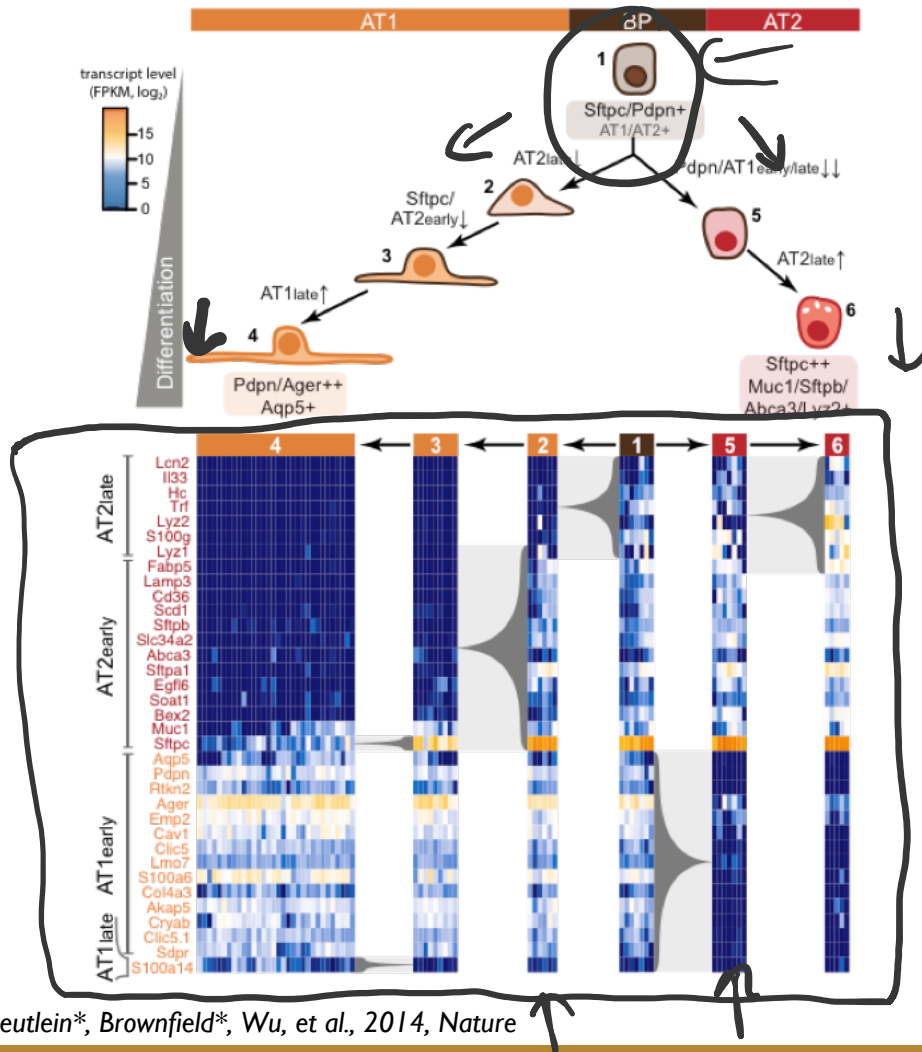 AT1 BP AT2
1
transcript level
(FPKM, log₂)
Sftpc/Pdpn+
AT1/AT2+
15
10
5
0
AT2late↓
Pdpn/AT1early/late↓↓
2
Sftpc/
AT2early↓
5
3
AT2late↑
AT1late↑
6
4
Differentiation
Pdpn/Ager++
Aqp5+
Sftpc++
Muc1/Sftpb/
Abca3/Lyz2+
4 3 2 1 5 6
AT2late
Lcn2
Il33
Hc
Trf
Lyz2
S100g
Lyz1
AT2early
Fabp5
Lamp3
Cd36
Scd1
Sftpb
Slc34a2
Abca3
Sftpa1
Egfl6
Soat1
Bex2
Muc1
Sftpc
AT1early
Aqp5
Pdpn
Rtkn2
Ager
Emp2
Cav1
Clic5
Lmo7
S100a6
Col4a3
Akap5
Cryab
Clic5.1
Sdpr
AT1late
S100a14
eutlein*, Brownfield*, Wu, et al., 2014, Nature